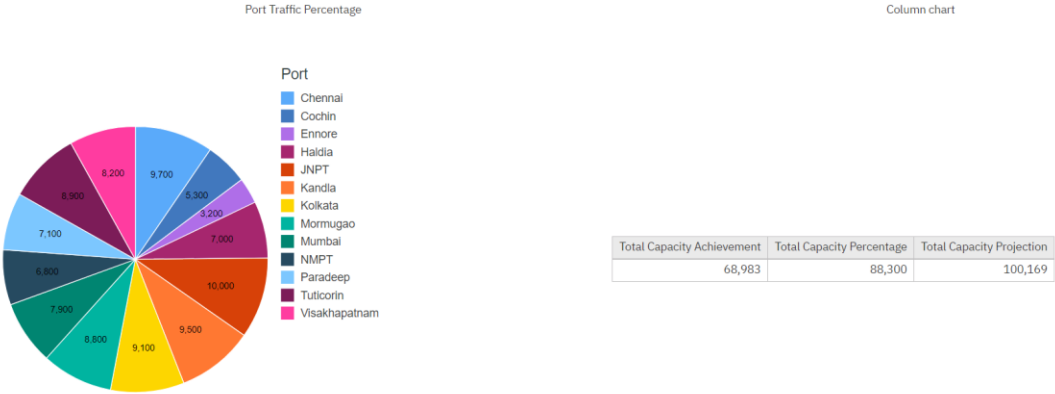 Port Traffic Percentage
Port
Chennai
Cochin
Ennore
Haldia
JNPT
Kandla
Kolkata
Mormugao
Mumbai
NMPT
Paradeep
Tuticorin
Visakhapatnam
9,700
5,300
3,200
7,000
10,000
9,500
9,100
8,800
7,900
6,800
7,100
8,900
8,200
Column chart
Total Capacity Achievement Total Capacity Percentage Total Capacity Projection
68,983 88,300 100,169